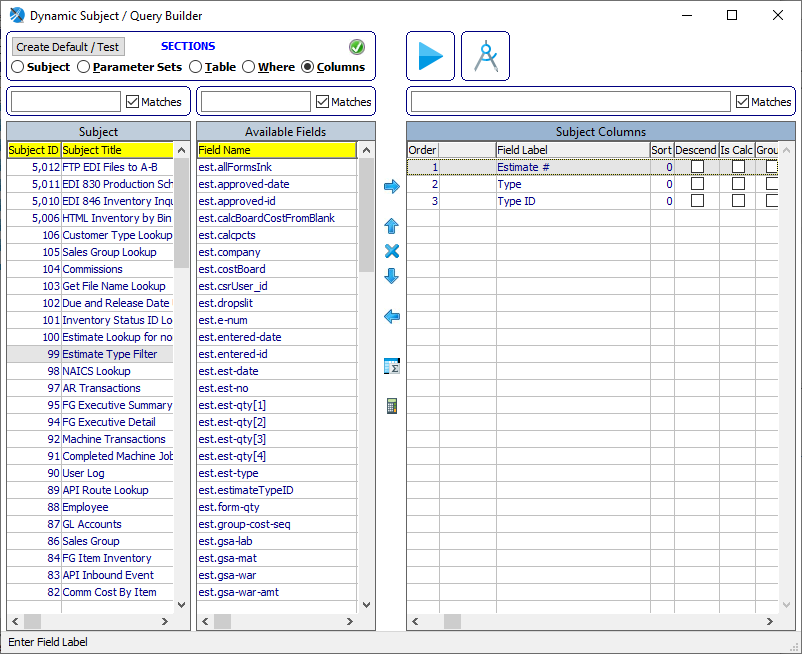 Dynamic Subject / Query Builder
Create Default / Test SECTIONS
Subject Parameter Sets Table Where Columns
Matches Matches Matches
Subject Available Fields Subject Columns
Subject ID Subject Title Field Name Order Field Label Sort Descend Is Calc Grou
5,012 FTP EDI Files to A-B est.allFormsInk 1 Estimate # 0
5,011 EDI 830 Production Sch est.approved-date 2 Type 0
5,010 EDI 846 Inventory Inqu est.approved-id 3 Type ID 0
5,006 HTML Inventory by Bin est.calcBoardCostFromBlank
106 Customer Type Lookup est.calcpcts
105 Sales Group Lookup est.company
104 Commissions est.costBoard
103 Get File Name Lookup est.csrUser_id
102 Due and Release Date est.dropslit
101 Inventory Status ID Lo est.e-num
100 Estimate Lookup for no est.entered-date
99 Estimate Type Filter est.entered-id
98 NAICS Lookup est.est-date
97 AR Transactions est.est-no
95 FG Executive Summary est.est-qty[1]
94 FG Executive Detail est.est-qty[2]
92 Machine Transactions est.est-qty[3]
91 Completed Machine Job est.est-qty[4]
90 User Log est.est-type
89 API Route Lookup est.estimateTypeID
88 Employee est.form-qty
87 GL Accounts est.group-cost-seq
86 Sales Group est.gsa-lab
84 FG Item Inventory est.gsa-mat
83 API Inbound Event est.gsa-war
82 Comm Cost By Item est.gsa-war-amt
Enter Field Label